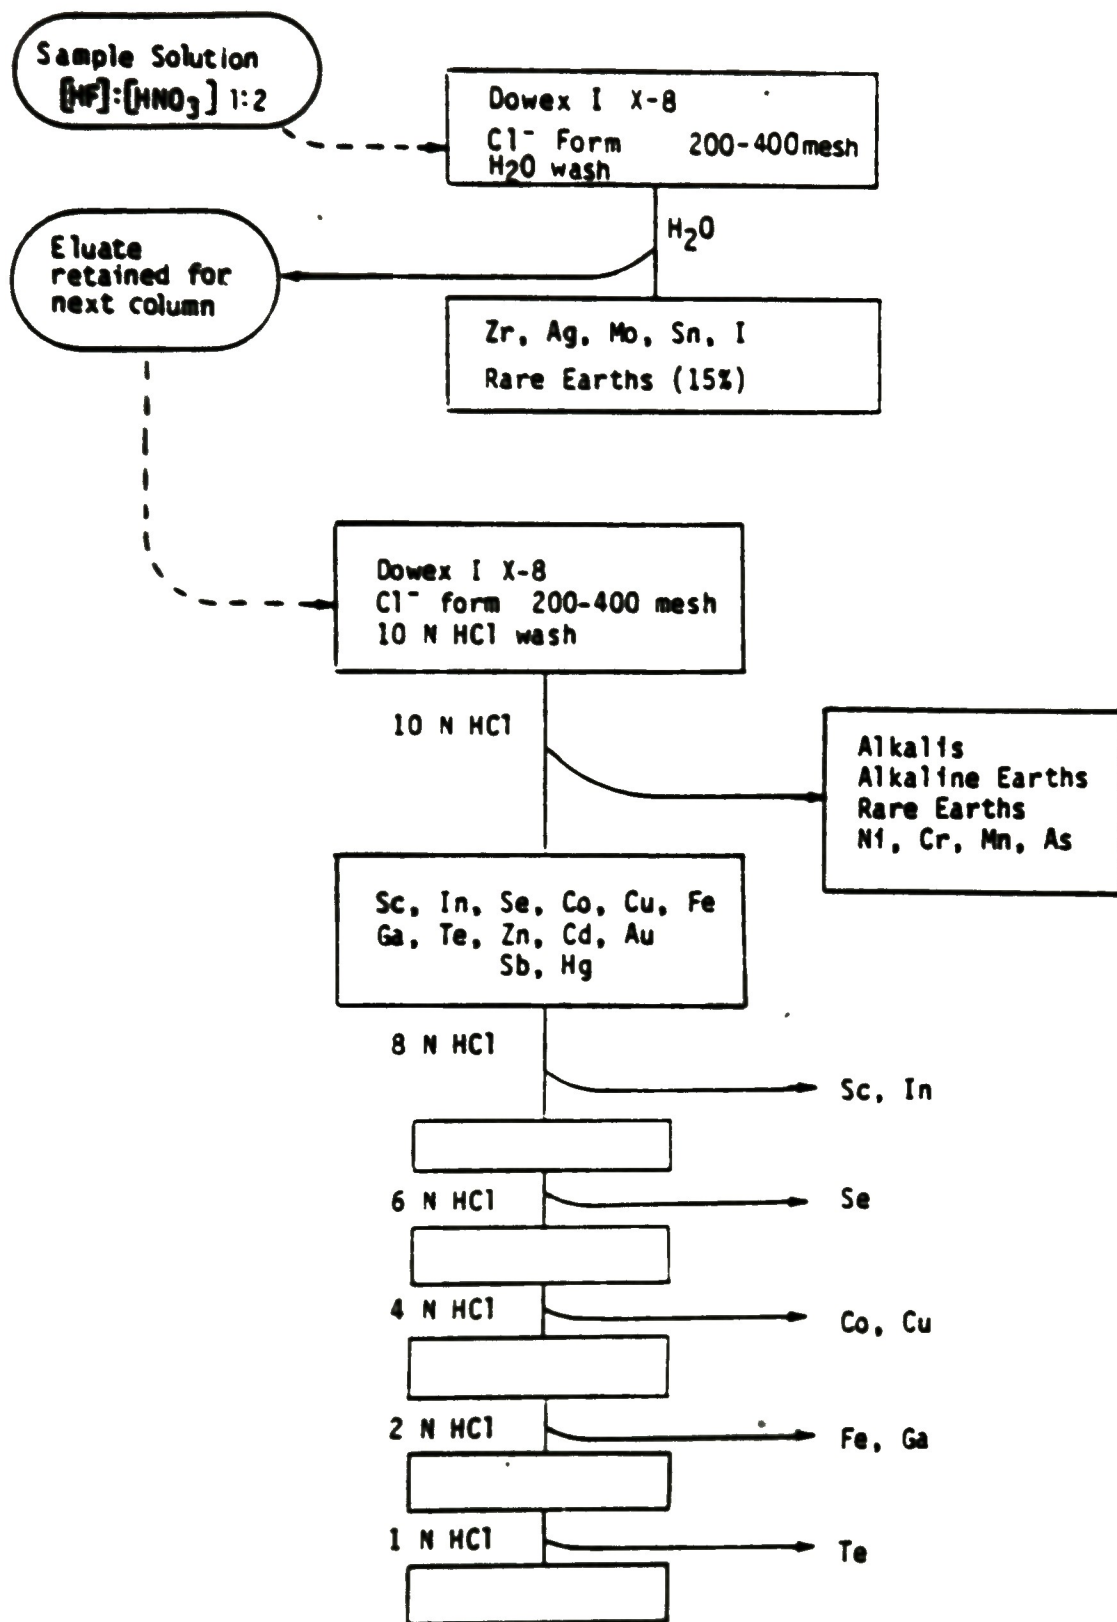 Sample Solution
[HF]:[HNO3] 1:2
Dowex I X-8
Cl⁻ Form 200-400mesh
H2O wash
H2O
Eluate
retained for
next column
Zr, Ag, Mo, Sn, I
Rare Earths (15%)
Dowex I X-8
Cl⁻ form 200-400 mesh
10 N HCl wash
10 N HCl
Alkalis
Alkaline Earths
Rare Earths
Ni, Cr, Mn, As
Sc, In, Se, Co, Cu, Fe
Ga, Te, Zn, Cd, Au
Sb, Hg
8 N HCl
Sc, In
6 N HCl
Se
4 N HCl
Co, Cu
2 N HCl
Fe, Ga
1 N HCl
Te